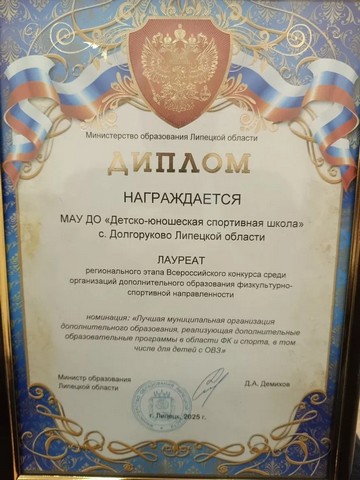 Министерство образования Липецкой области
ДИПЛОМ
НАГРАЖДАЕТСЯ
МАУ ДО «Детско-юношеская спортивная школа»
с. Долгоруково Липецкой области
ЛАУРЕАТ
регионального этапа Всероссийского конкурса среди
организаций дополнительного образования физкультурно-
спортивной направленности
номинация: «Лучшая муниципальная организация
дополнительного образования, реализующая дополнительные
образовательные программы в области ФК и спорта, в том
числе для детей с ОВЗ»
Министр образования
Липецкой области
Д.А. Демихов
г. Липецк, 2025 г.